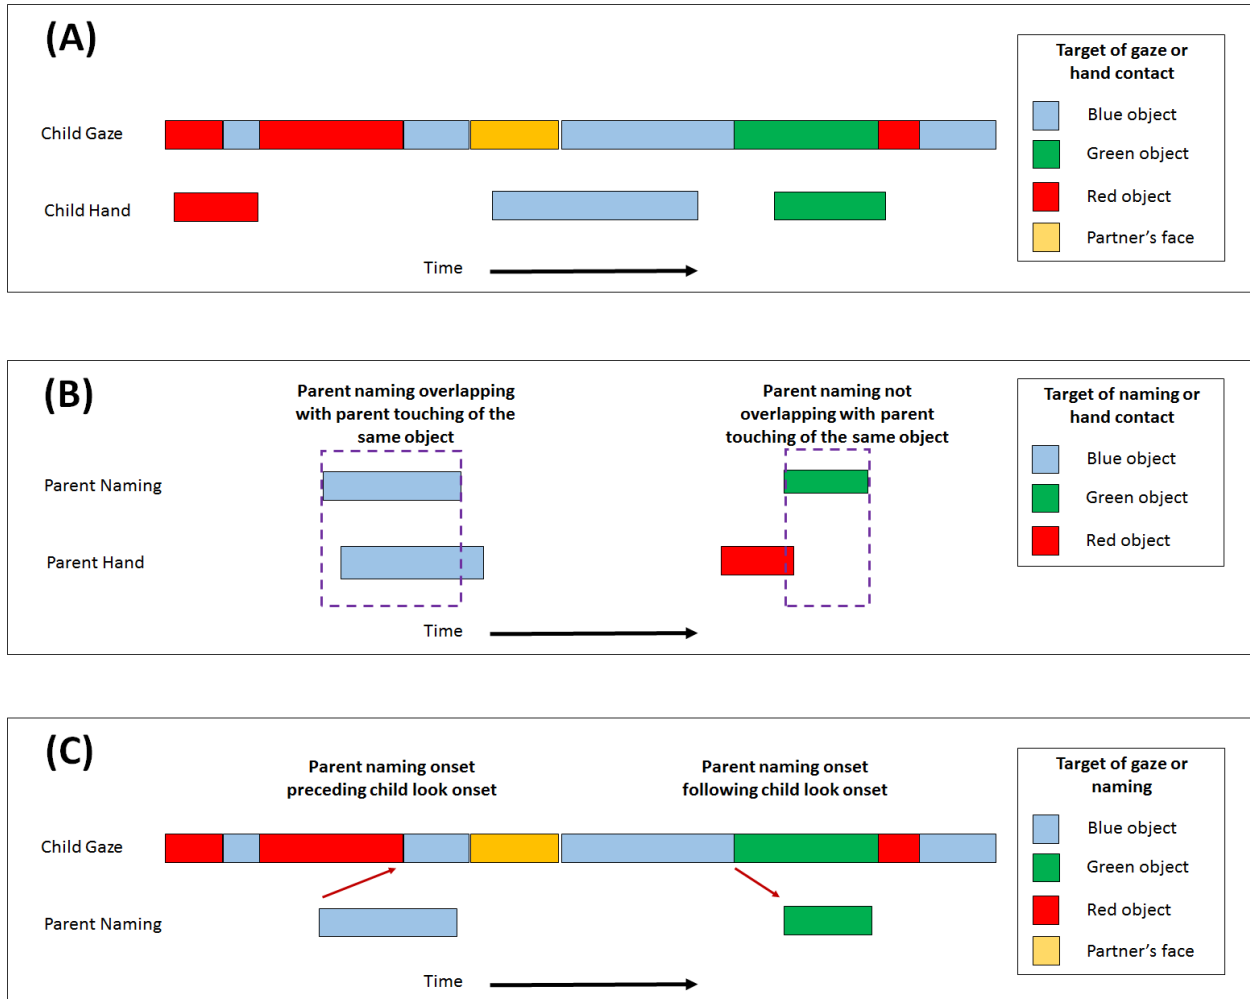 (A)
Target of gaze or
hand contact
Blue object
Green object
Red object
Partner's face
Child Gaze
Child Hand
Time
(B)
Parent naming overlapping
with parent touching of the
same object
Parent naming not
overlapping with parent
touching of the same object
Target of naming or
hand contact
Blue object
Green object
Red object
Parent Naming
Parent Hand
Time
(C)
Parent naming onset
preceding child look onset
Parent naming onset
following child look onset
Target of gaze or
naming
Blue object
Green object
Red object
Partner's face
Child Gaze
Parent Naming
Time